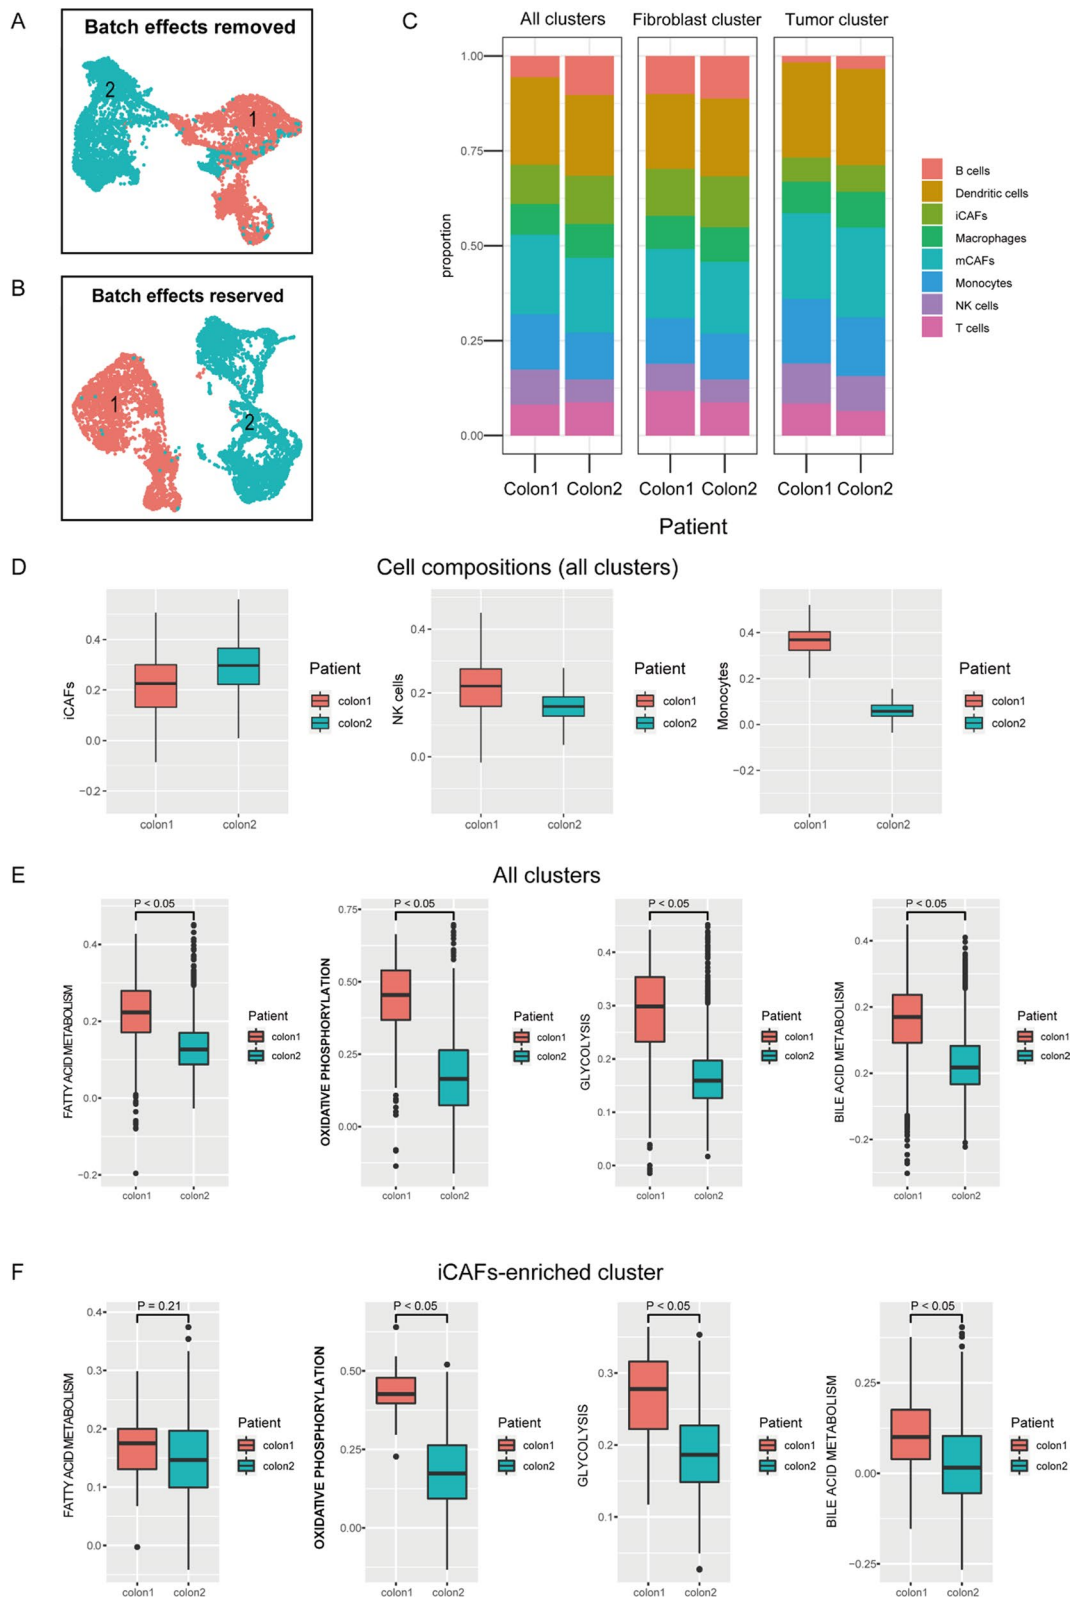 A
Batch effects removed
2
1
B
Batch effects reserved
1
2
C
All clusters
Fibroblast cluster
Tumor cluster
1.00
0.75
0.50
0.25
0.00
proportion
Colon1 Colon2
Colon1 Colon2
Colon1 Colon2
Patient
B cells
Dendritic cells
iCAFs
Macrophages
mCAFs
Monocytes
NK cells
T cells
D
Cell compositions (all clusters)
iCAFs
0.4
0.2
0.0
−0.2
colon1 colon2
Patient
colon1
colon2
NK cells
0.4
0.2
0.0
colon1 colon2
Patient
colon1
colon2
Monocytes
0.4
0.2
0.0
−0.2
colon1 colon2
Patient
colon1
colon2
E
All clusters
FATTY ACID METABOLISM
P < 0.05
0.4
0.2
0.0
−0.2
colon1 colon2
Patient
colon1
colon2
OXIDATIVE PHOSPHORYLATION
P < 0.05
0.75
0.50
0.25
0.00
colon1 colon2
Patient
colon1
colon2
GLYCOLYSIS
P < 0.05
0.4
0.3
0.2
0.1
0.0
colon1 colon2
Patient
colon1
colon2
BILE ACID METABOLISM
P < 0.05
0.4
0.2
0.2
−0.2
colon1 colon2
Patient
colon1
colon2
F
iCAFs-enriched cluster
FATTY ACID METABOLISM
P = 0.21
0.4
0.3
0.2
0.1
0.0
colon1 colon2
Patient
colon1
colon2
OXIDATIVE PHOSPHORYLATION
P < 0.05
0.50
0.25
0.00
colon1 colon2
Patient
colon1
colon2
GLYCOLYSIS
P < 0.05
0.3
0.2
0.1
colon1 colon2
Patient
colon1
colon2
BILE ACID METABOLISM
P < 0.05
0.25
0.00
−0.25
colon1 colon2
Patient
colon1
colon2